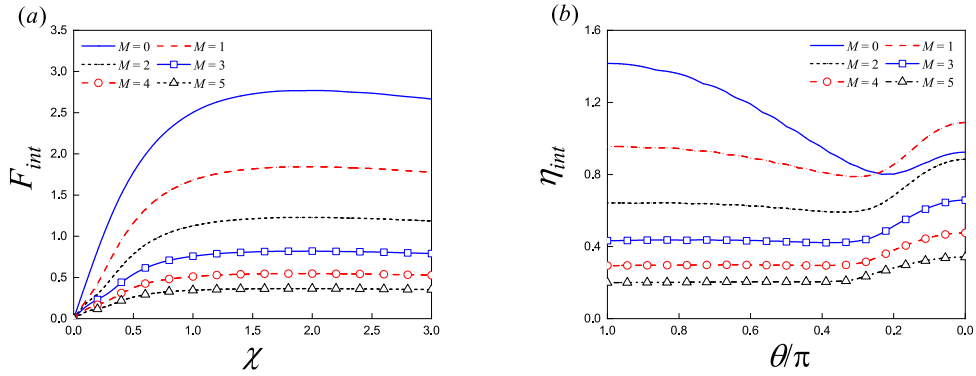 (a)
3.5
3.0
2.5
2.0
1.5
1.0
0.5
0.0
F_int
M = 0 M = 1
M = 2 M = 3
M = 4 M = 5
0.0 0.5 1.0 1.5 2.0 2.5 3.0
χ
(b)
1.6
1.2
0.8
0.4
0.0
η_int
M = 0 M = 1
M = 2 M = 3
M = 4 M = 5
1.0 0.8 0.6 0.4 0.2 0.0
θ/π